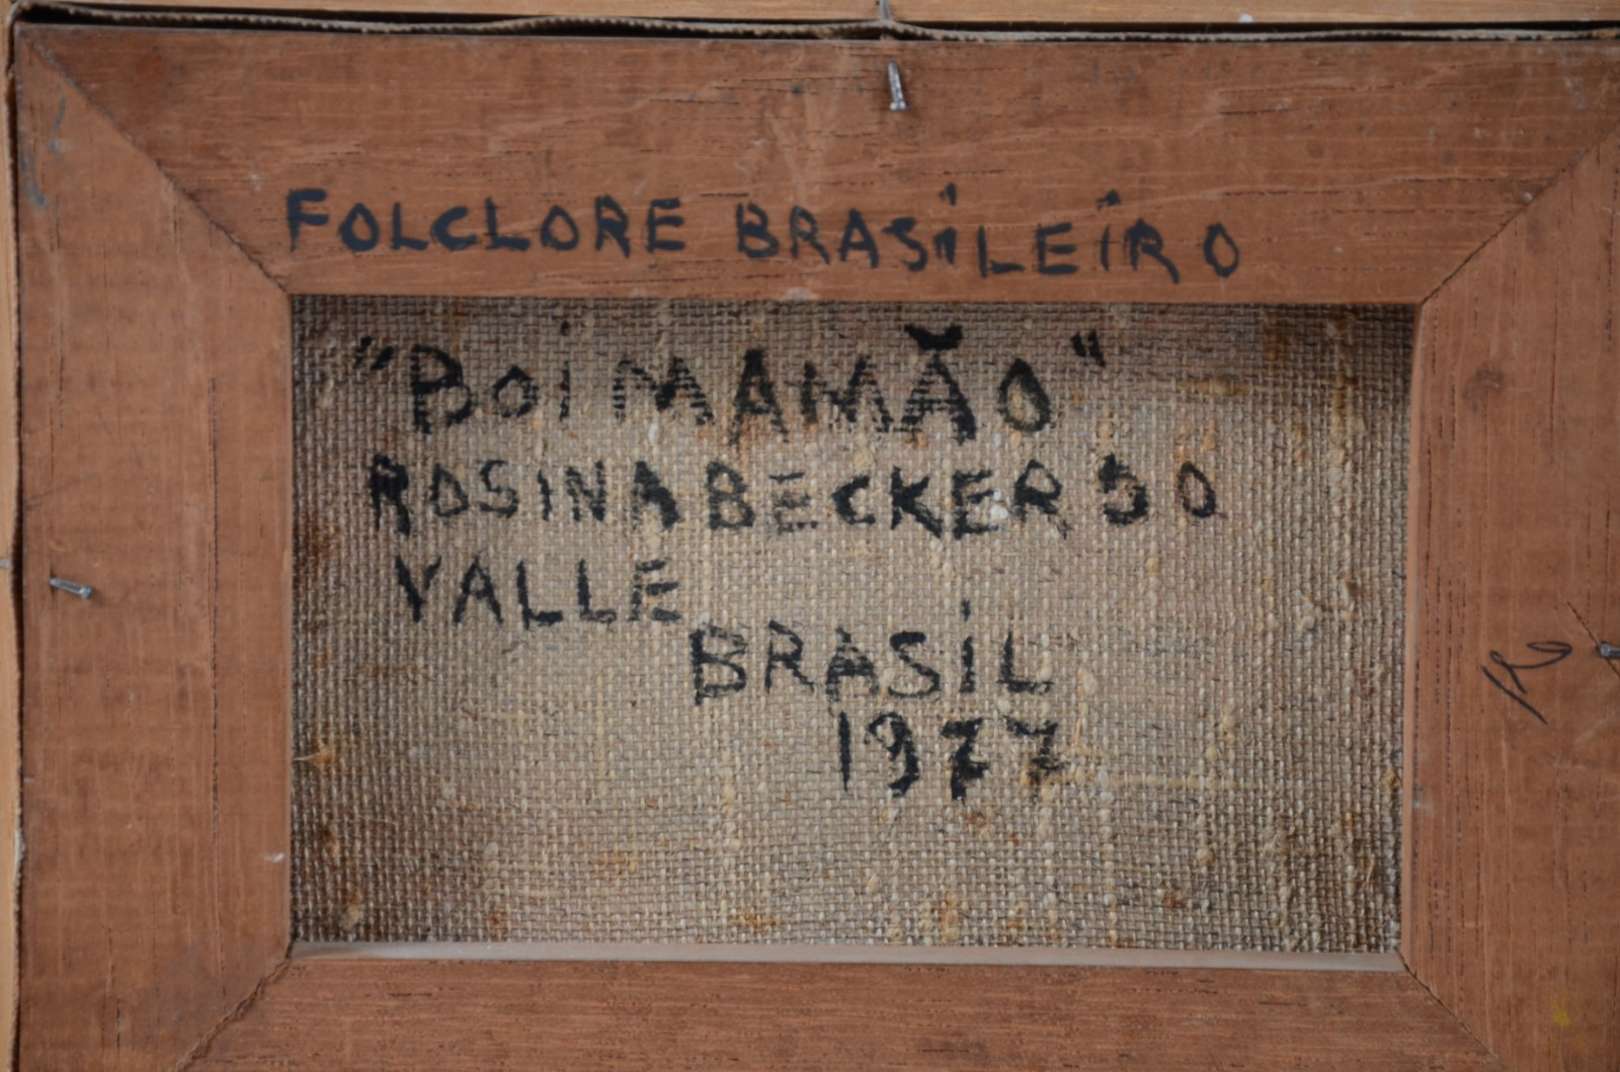 FOLCLORE BRASiLEiRO
"Boi MAMÃO"
ROSINA BECKER DO
VALLE
BRASiL
1977